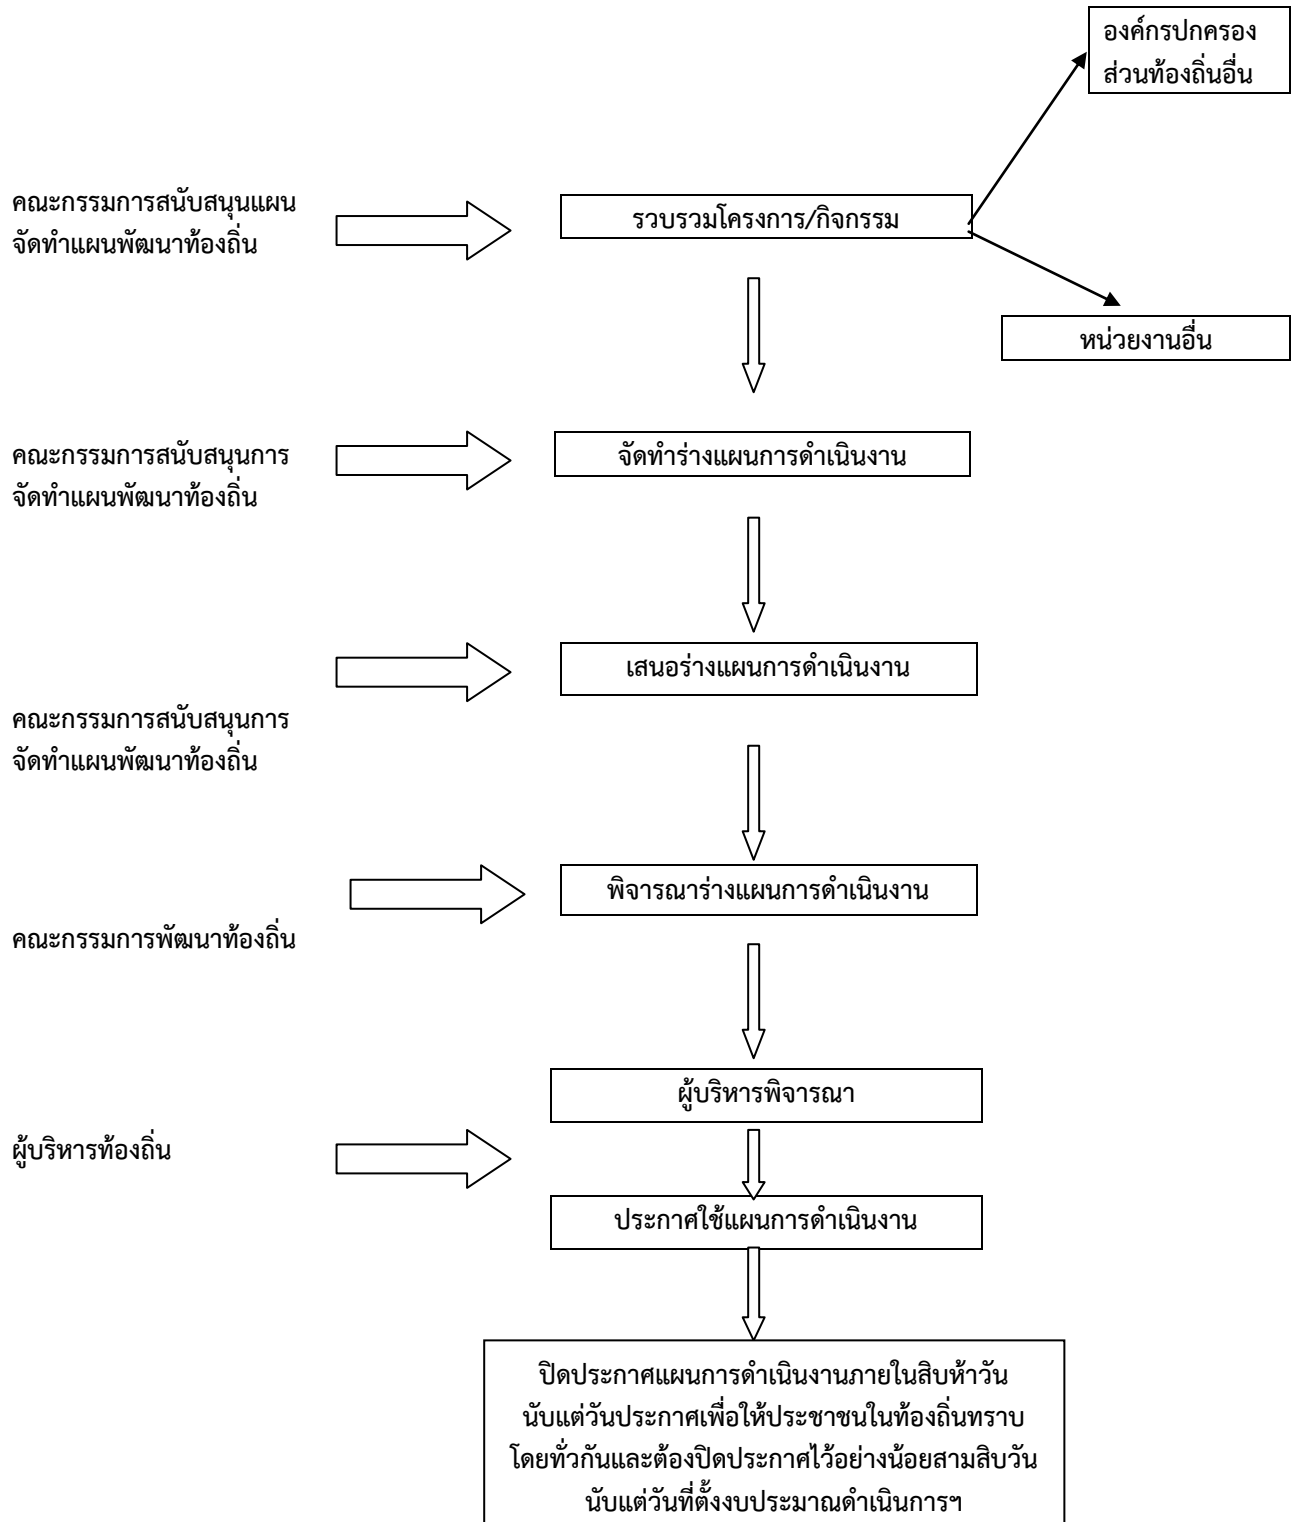 องค์กรปกครอง
ส่วนท้องถิ่นอื่น
คณะกรรมการสนับสนุนแผน
จัดทำแผนพัฒนาท้องถิ่น
รวบรวมโครงการ/กิจกรรม
หน่วยงานอื่น
คณะกรรมการสนับสนุนการ
จัดทำแผนพัฒนาท้องถิ่น
จัดทำร่างแผนการดำเนินงาน
เสนอร่างแผนการดำเนินงาน
คณะกรรมการสนับสนุนการ
จัดทำแผนพัฒนาท้องถิ่น
พิจารณาร่างแผนการดำเนินงาน
คณะกรรมการพัฒนาท้องถิ่น
ผู้บริหารพิจารณา
ผู้บริหารท้องถิ่น
ประกาศใช้แผนการดำเนินงาน
ปิดประกาศแผนการดำเนินงานภายในสิบห้าวัน
นับแต่วันประกาศเพื่อให้ประชาชนในท้องถิ่นทราบ
โดยทั่วกันและต้องปิดประกาศไว้อย่างน้อยสามสิบวัน
นับแต่วันที่ตั้งงบประมาณดำเนินการฯ